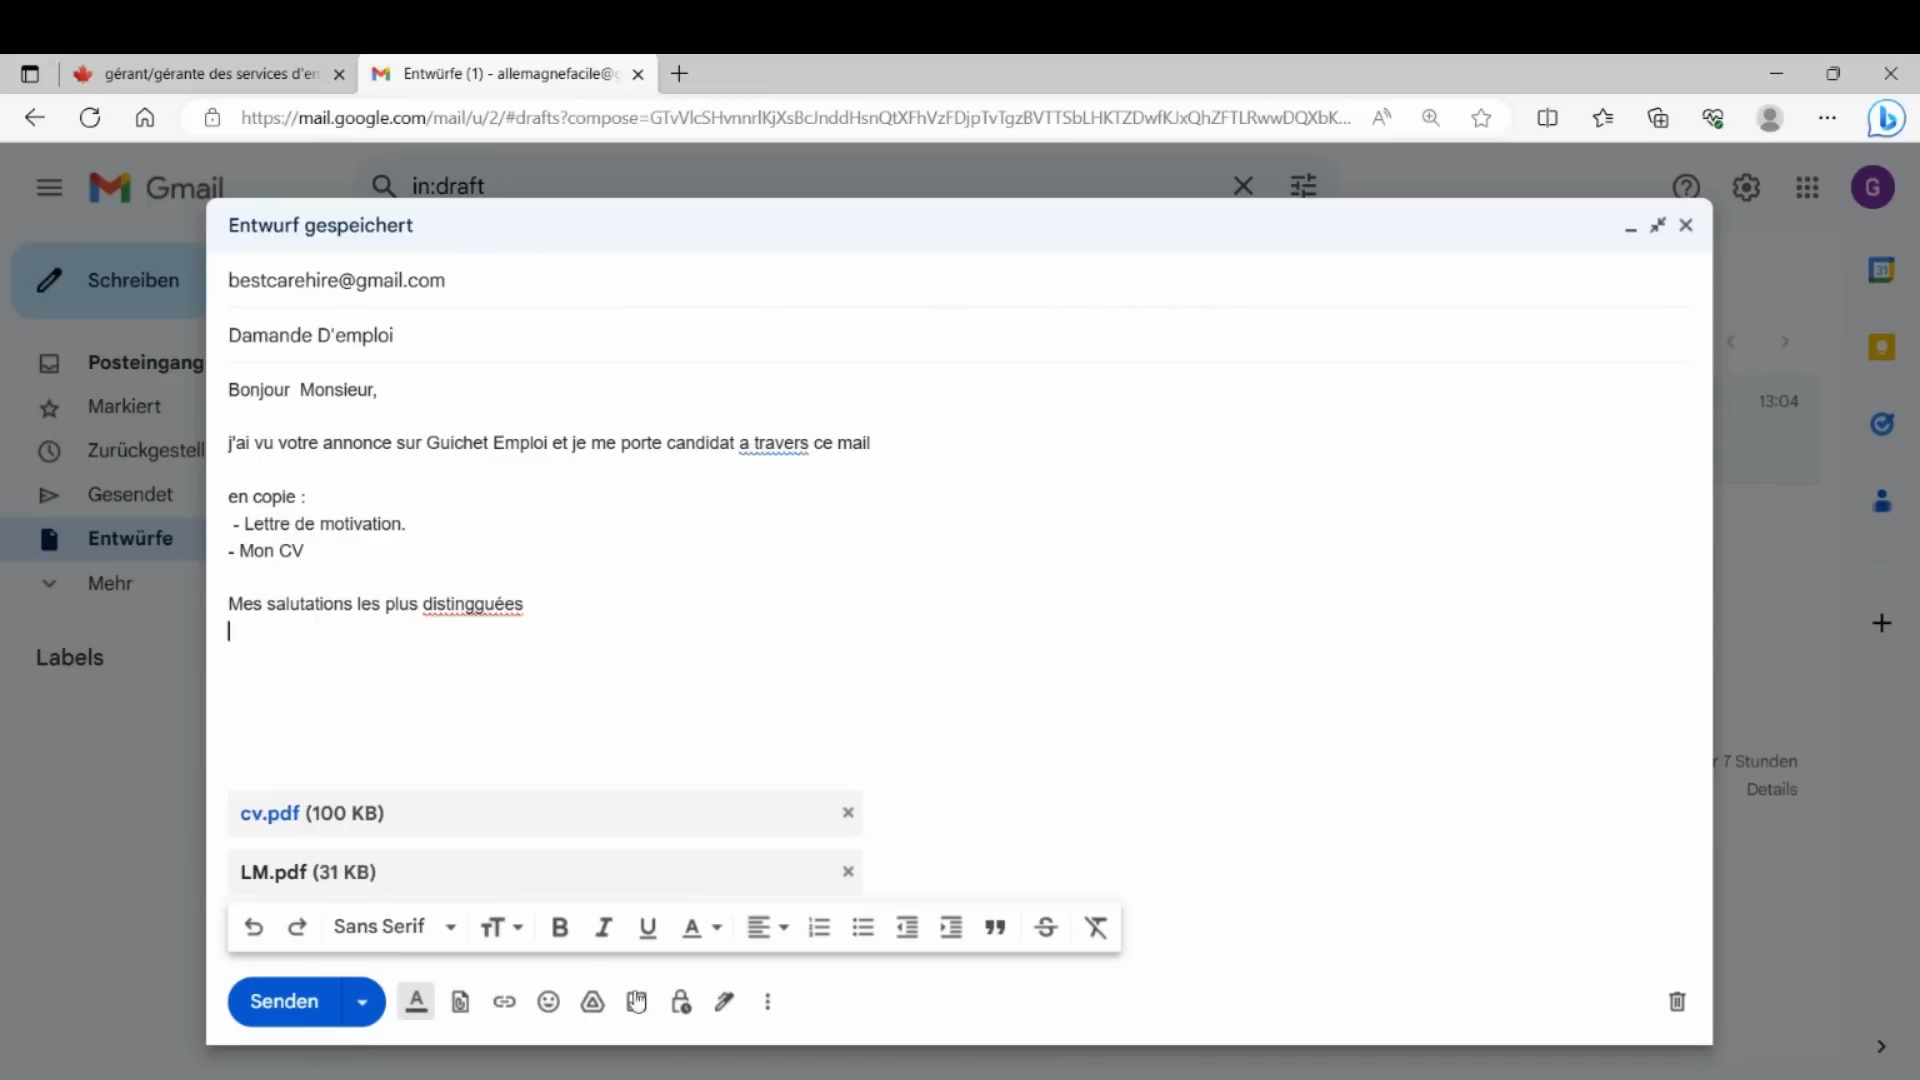 gérant/gérante des services d'en
Entwürfe (1) - allemagnefacile@g
https://mail.google.com/mail/u/2/#drafts?compose=GTvVlcSHvnnrlKjXsBcJnddHsnQtXFhVzFDjpTvTgzBVTTSbLHKTZDwfKJxQhZFTLRwwDQXbK...
Gmail
in:draft
G
Entwurf gespeichert
bestcarehire@gmail.com
Schreiben
31
Damande D'emploi
Posteingang
Bonjour Monsieur,
Markiert
13:04
j'ai vu votre annonce sur Guichet Emploi et je me porte candidat a travers ce mail
Zurückgestell
en copie :
Gesendet
- Lettre de motivation.
Entwürfe
- Mon CV
Mehr
Mes salutations les plus distingguées
Labels
r 7 Stunden
Details
cv.pdf (100 KB)
LM.pdf (31 KB)
Sans Serif
Senden